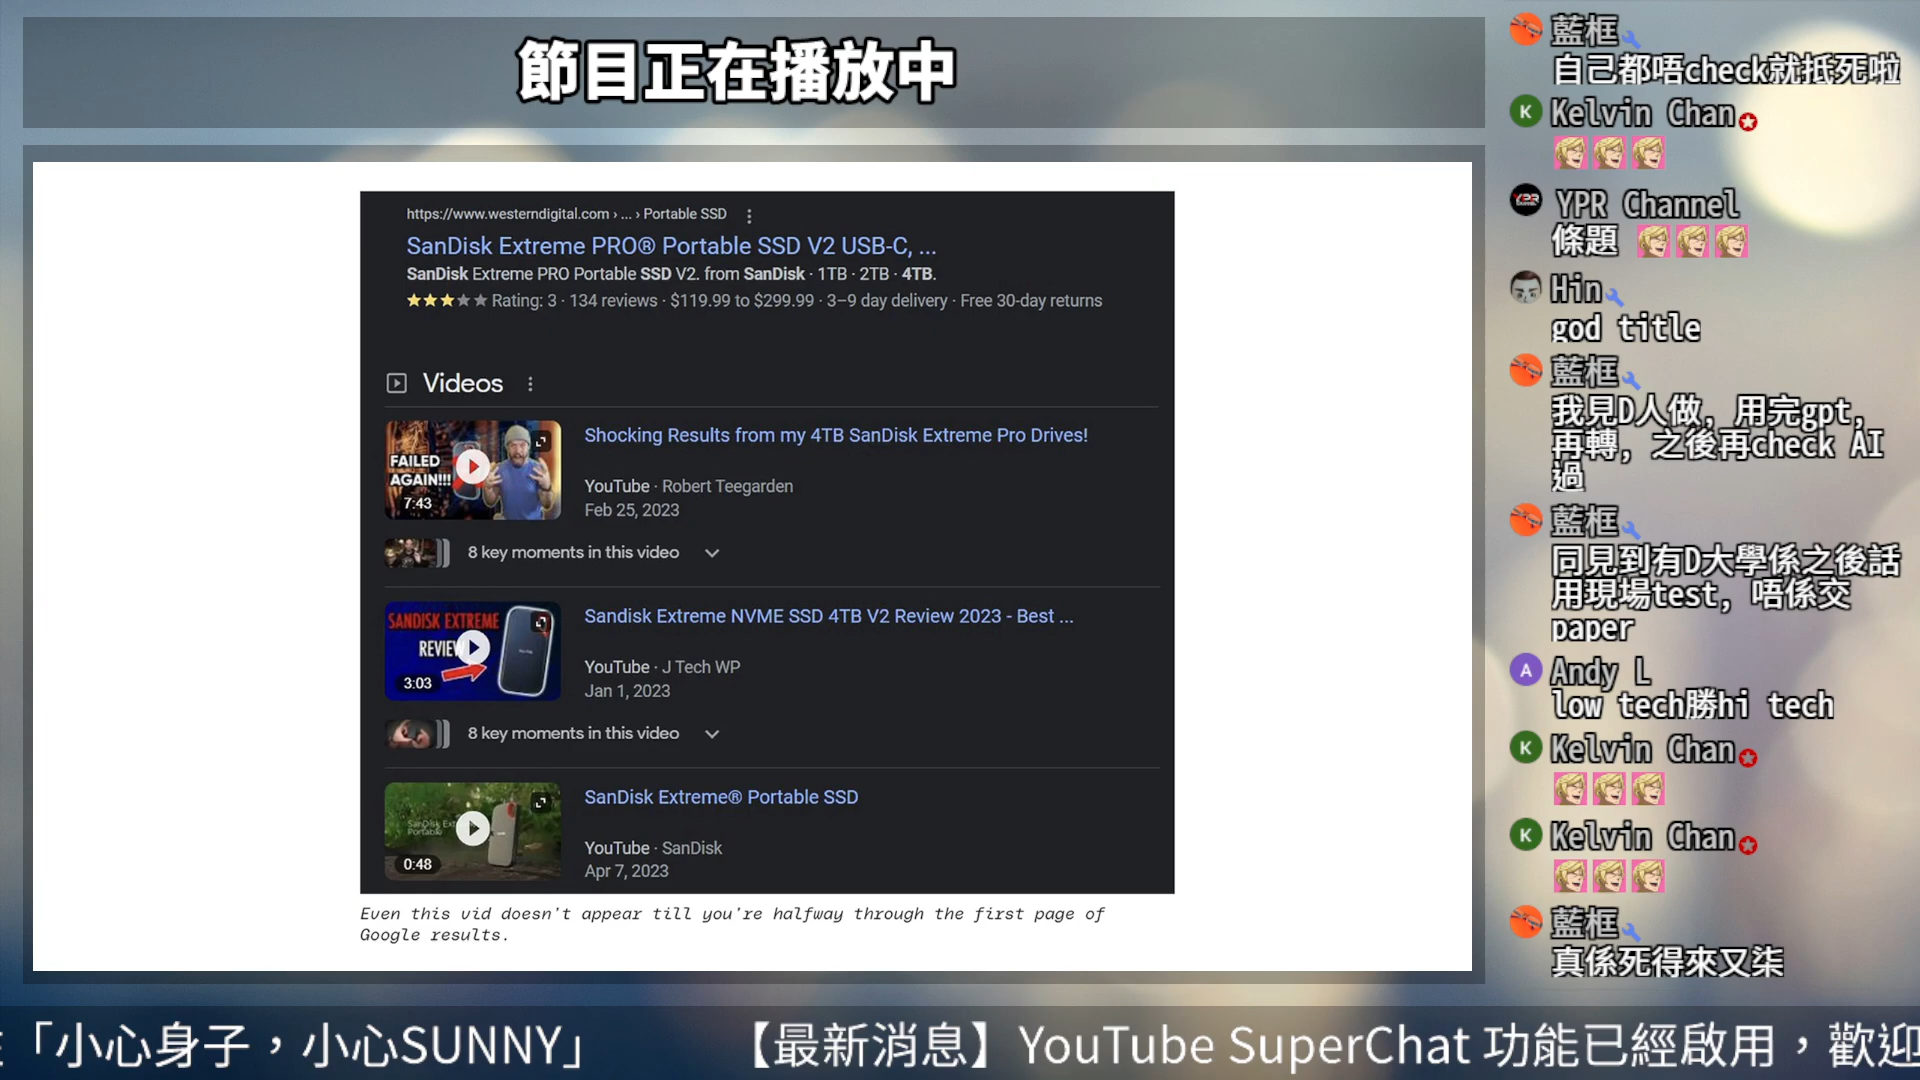 節目正在播放中
https://www.westerndigital.com › ... › Portable SSD
SanDisk Extreme PRO® Portable SSD V2 USB-C, ...
SanDisk Extreme PRO Portable SSD V2. from SanDisk · 1TB · 2TB · 4TB.
Rating: 3 · 134 reviews · $119.99 to $299.99 · 3–9 day delivery · Free 30-day returns
Videos
FAILED
AGAIN!!!
7:43
Shocking Results from my 4TB SanDisk Extreme Pro Drives!
YouTube · Robert Teegarden
Feb 25, 2023
8 key moments in this video
SANDISK EXTREME
REVIEW
3:03
Sandisk Extreme NVME SSD 4TB V2 Review 2023 - Best ...
YouTube · J Tech WP
Jan 1, 2023
8 key moments in this video
0:48
SanDisk Extreme® Portable SSD
YouTube · SanDisk
Apr 7, 2023
Even this vid doesn't appear till you're halfway through the first page of
Google results.
藍框
自己都唔check就抵死啦
K Kelvin Chan
YPR Channel
條題
Hin
god title
藍框
我見D人做, 用完gpt,
再轉, 之後再check AI
過
藍框
同見到有D大學係之後話
用現場test, 唔係交
paper
A Andy L
low tech勝hi tech
K Kelvin Chan
K Kelvin Chan
藍框
真係死得來又柒
「小心身子，小心SUNNY」
【最新消息】YouTube SuperChat 功能已經啟用，歡迎